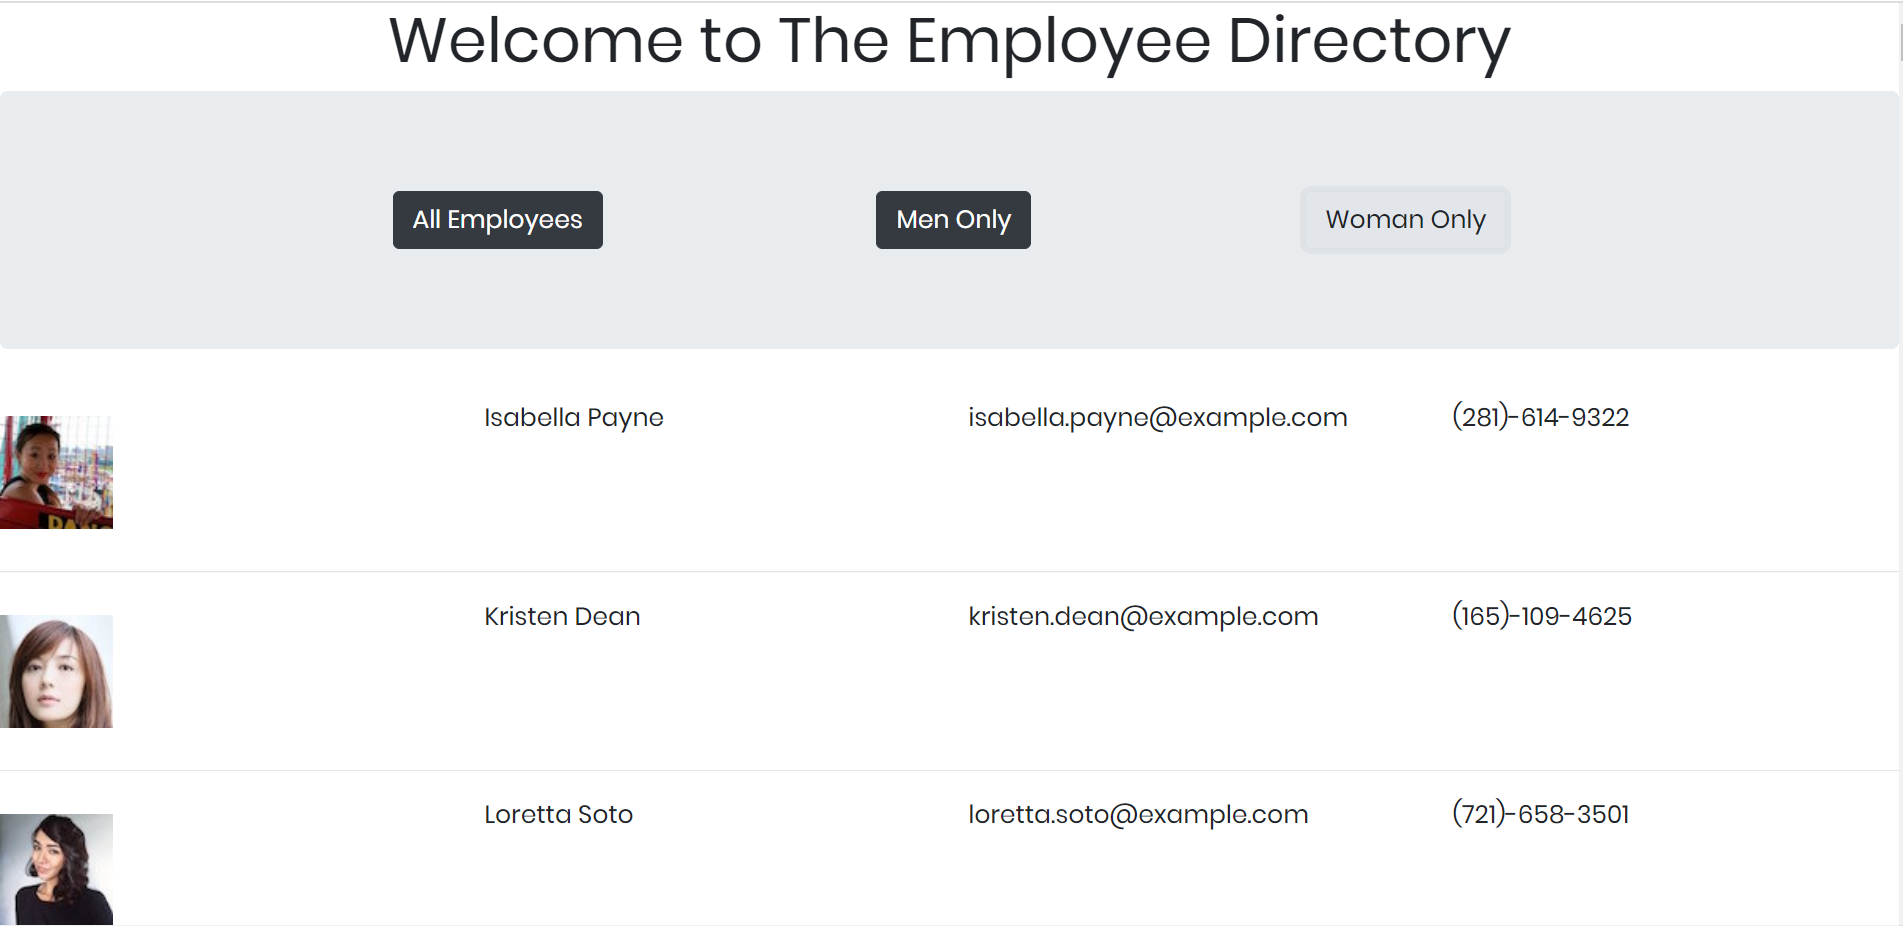 Welcome to The Employee Directory
All Employees
Men Only
Woman Only
Isabella Payne isabella.payne@example.com (281)-614-9322
Kristen Dean kristen.dean@example.com (165)-109-4625
Loretta Soto loretta.soto@example.com (721)-658-3501